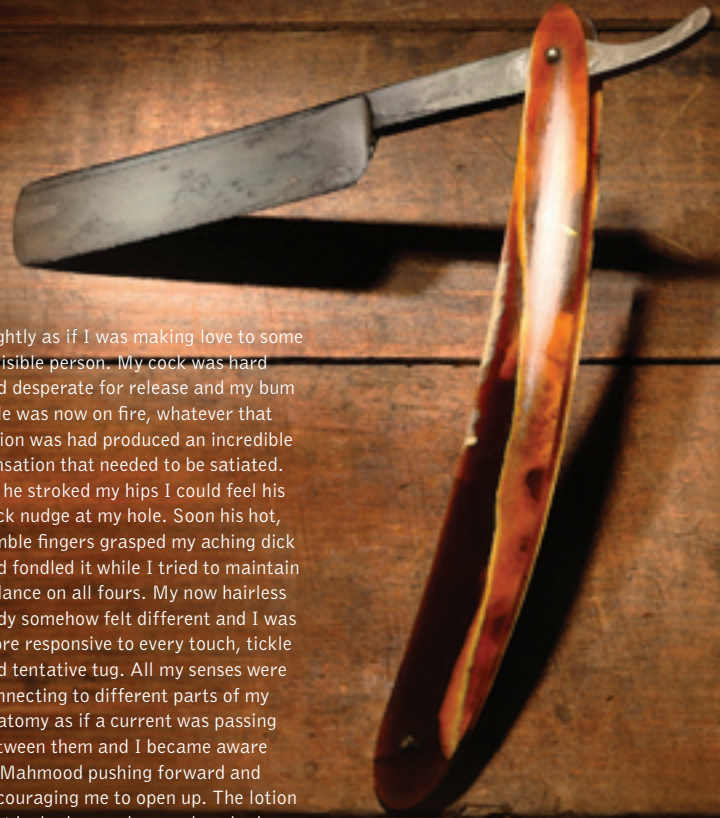 ghtly as if I was making love to some
isible person. My cock was hard
d desperate for release and my bum
le was now on fire, whatever that
ion was had produced an incredible
nsation that needed to be satiated.
he stroked my hips I could feel his
ck nudge at my hole. Soon his hot,
mble fingers grasped my aching dick
d fondled it while I tried to maintain
lance on all fours. My now hairless
dy somehow felt different and I was
ore responsive to every touch, tickle
d tentative tug. All my senses were
nnecting to different parts of my
atomy as if a current was passing
tween them and I became aware
Mahmood pushing forward and
couraging me to open up. The lotion